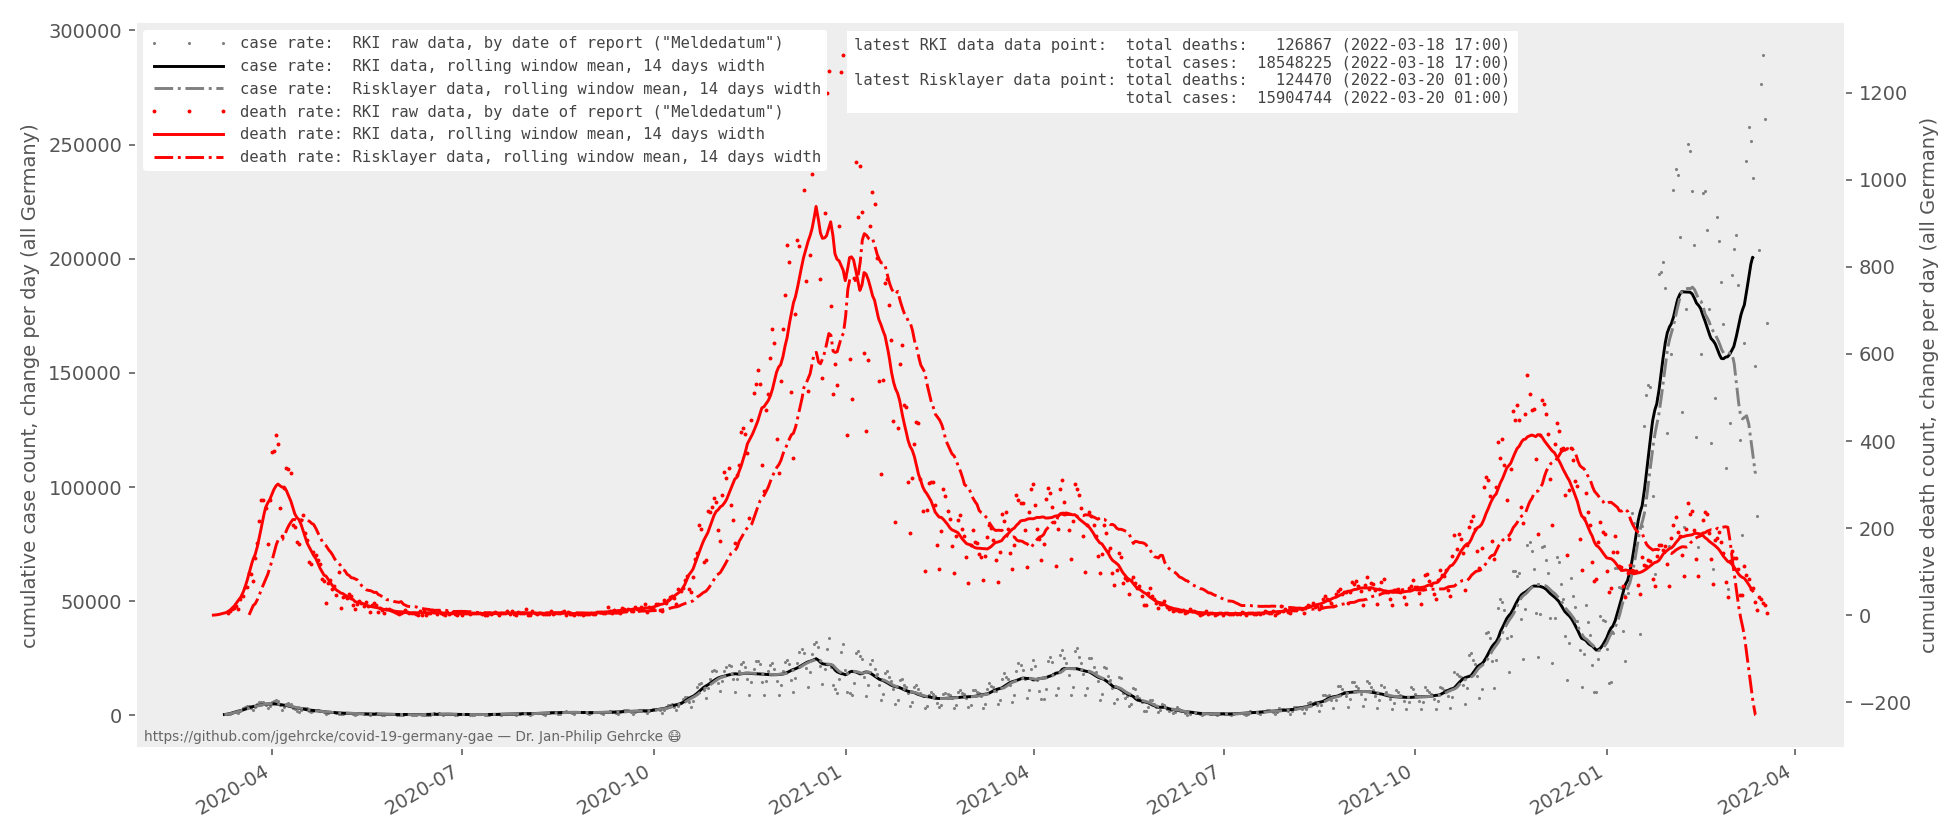 300000
250000
200000
150000
100000
50000
0
cumulative case count, change per day (all Germany)
case rate:  RKI raw data, by date of report ("Meldedatum")
case rate:  RKI data, rolling window mean, 14 days width
case rate:  Risklayer data, rolling window mean, 14 days width
death rate: RKI raw data, by date of report ("Meldedatum")
death rate: RKI data, rolling window mean, 14 days width
death rate: Risklayer data, rolling window mean, 14 days width
latest RKI data data point:  total deaths:   126867 (2022-03-18 17:00)
total cases:  18548225 (2022-03-18 17:00)
latest Risklayer data point: total deaths:   124470 (2022-03-20 01:00)
total cases:  15904744 (2022-03-20 01:00)
1200
1000
800
600
400
200
0
−200
cumulative death count, change per day (all Germany)
https://github.com/jgehrcke/covid-19-germany-gae — Dr. Jan-Philip Gehrcke 😷
2020-04
2020-07
2020-10
2021-01
2021-04
2021-07
2021-10
2022-01
2022-04